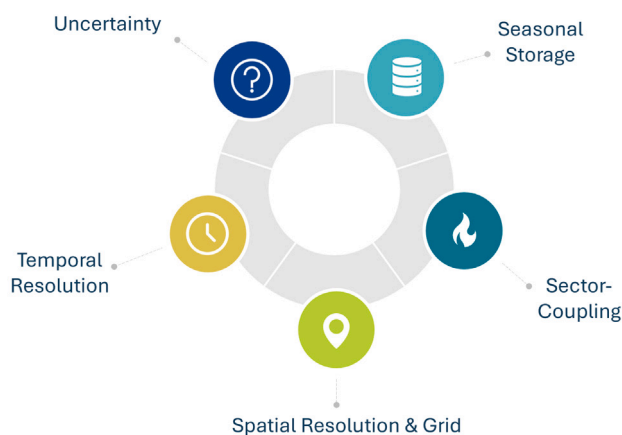 Uncertainty
Seasonal
Storage
Temporal
Resolution
Sector-
Coupling
Spatial Resolution & Grid